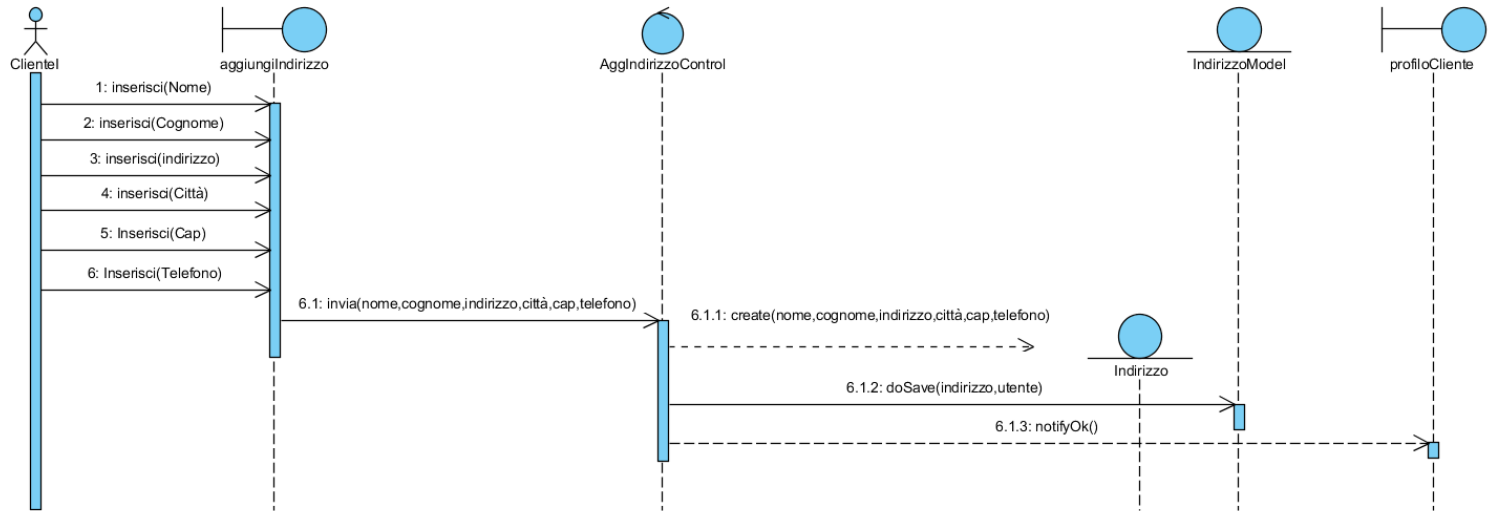 ClienteI
aggiungiIndirizzo
AggIndirizzoControl
IndirizzoModel
profiloCliente
1: inserisci(Nome)
2: inserisci(Cognome)
3: inserisci(indirizzo)
4: inserisci(Città)
5: Inserisci(Cap)
6: Inserisci(Telefono)
6.1: invia(nome,cognome,indirizzo,città,cap,telefono)
6.1.1: create(nome,cognome,indirizzo,città,cap,telefono)
Indirizzo
6.1.2: doSave(indirizzo,utente)
6.1.3: notifyOk()